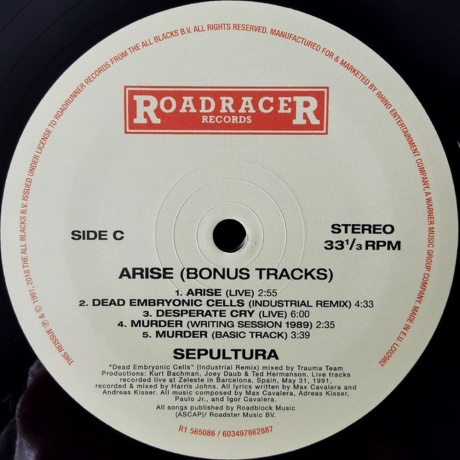 THIS REISSUE ℗ & © 1991, 2018 THE ALL BLACKS B.V. ISSUED UNDER LICENSE TO ROADRUNNER RECORDS FROM THE ALL BLACKS B.V. ALL RIGHTS RESERVED. MANUFACTURED FOR & MARKETED BY RHINO ENTERTAINMENT COMPANY, A WARNER MUSIC GROUP COMPANY. MADE IN E.U. LC02982
ROADRACER
RECORDS
SIDE C
STEREO
33 1/3 RPM
ARISE (BONUS TRACKS)
1. ARISE (LIVE) 2:55
2. DEAD EMBRYONIC CELLS (INDUSTRIAL REMIX) 4:33
3. DESPERATE CRY (LIVE) 6:00
4. MURDER (WRITING SESSION 1989) 2:35
5. MURDER (BASIC TRACK) 3:39
SEPULTURA
"Dead Embryonic Cells" (Industrial Remix) mixed by Trauma Team
Productions: Kurt Bachman, Joey Daub & Ted Hermanson. Live tracks
recorded live at Zeleste in Barcelona, Spain, May 31, 1991,
recorded & mixed by Harris Johns. All lyrics written by Max Cavalera and
Andreas Kisser. All music composed by Max Cavalera, Adreas Kisser,
Paulo Jr., and Igor Cavalera.
All songs published by Roadblock Music
(ASCAP)/ Roadster Music BV.
R1 565086 / 603497862887